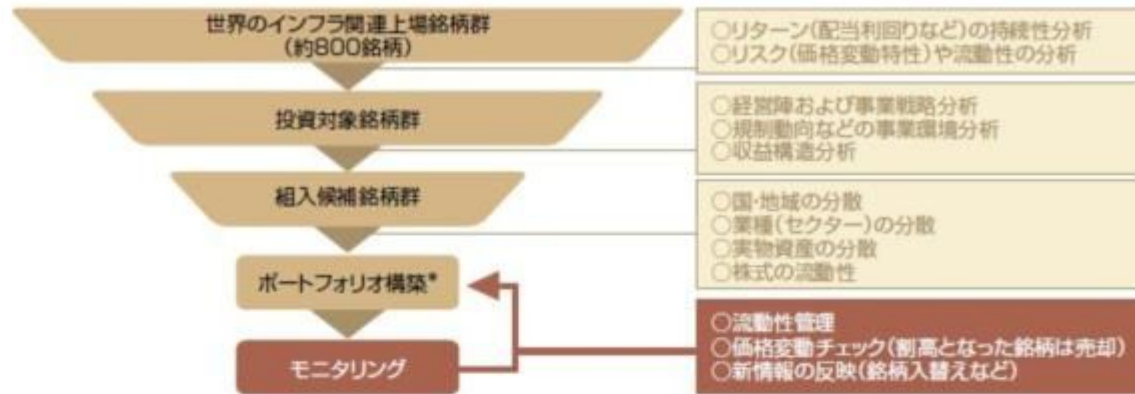 世界のインフラ関連上場銘柄群
(約800銘柄)
○リターン(配当利回りなど)の持続性分析
○リスク(価格変動特性)や流動性の分析
投資対象銘柄群
○経営陣および事業戦略分析
○規制動向などの事業環境分析
○収益構造分析
組入候補銘柄群
○国・地域の分散
○業種(セクター)の分散
○実物資産の分散
○株式の流動性
ポートフォリオ構築*
モニタリング
○流動性管理
○価格変動チェック(割高となった銘柄は売却)
○新情報の反映(銘柄入替えなど)